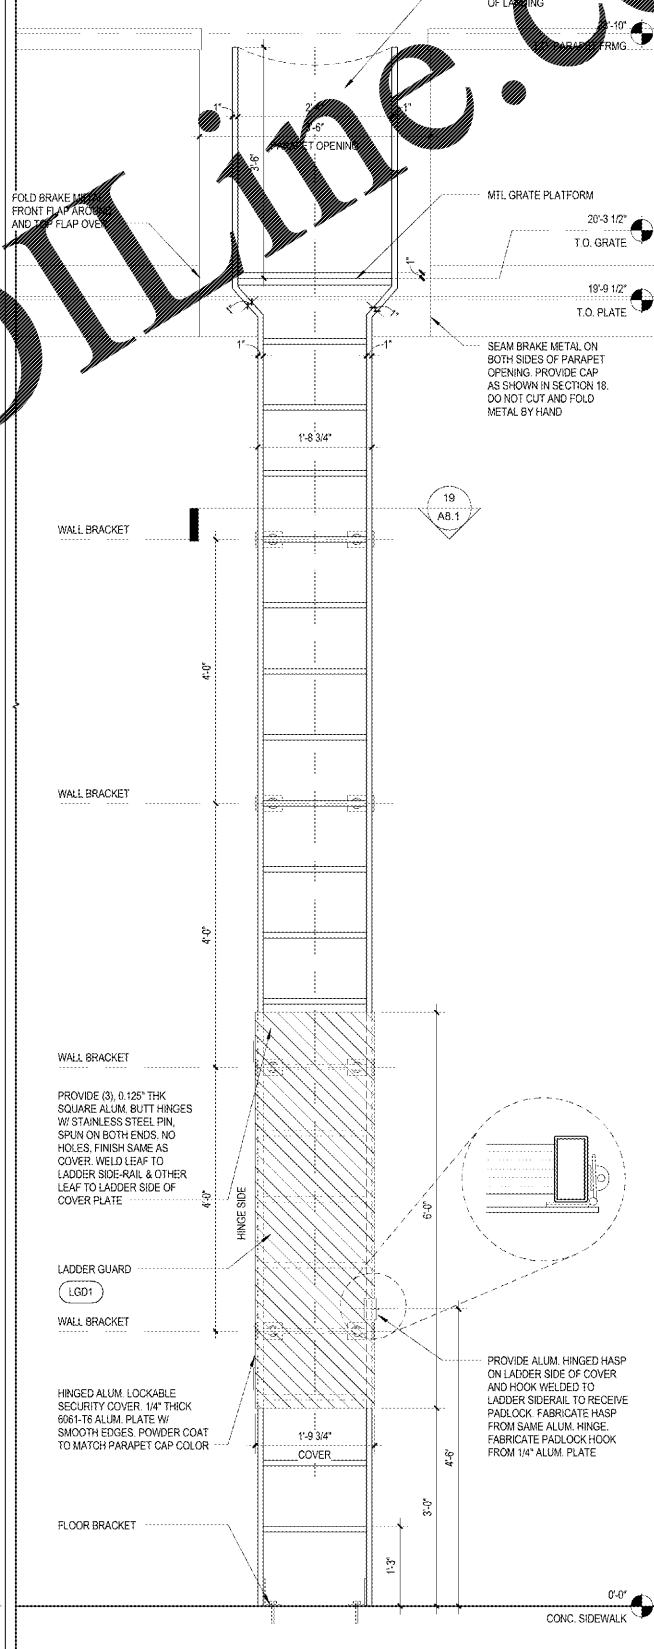 OF LANDING
PARAPET FRMG.
1"
1"
PARAPET OPENING
3'-6"
MTL GRATE PLATFORM
FOLD BRAKE METAL
FRONT FLAP AROUND
AND TOP FLAP OVER
20'-3 1/2"
T.O. GRATE
1"
19'-9 1/2"
T.O. PLATE
1"
1"
1"
1"
SEAM BRAKE METAL ON
BOTH SIDES OF PARAPET
OPENING. PROVIDE CAP
AS SHOWN IN SECTION 18.
DO NOT CUT AND FOLD
METAL BY HAND
1'-8 3/4"
19
A8.1
WALL BRACKET
4'-0"
WALL BRACKET
4'-0"
WALL BRACKET
PROVIDE (3), 0.125" THK
SQUARE ALUM. BUTT HINGES
W/ STAINLESS STEEL PIN,
SPUN ON BOTH ENDS. NO
HOLES, FINISH SAME AS
COVER. WELD LEAF TO
LADDER SIDE-RAIL & OTHER
LEAF TO LADDER SIDE OF
COVER PLATE
4'-0"
HINGE SIDE
6'-0"
LADDER GUARD
LGD1
WALL BRACKET
HINGED ALUM. LOCKABLE
SECURITY COVER. 1/4" THICK
6061-T6 ALUM. PLATE W/
SMOOTH EDGES. POWDER COAT
TO MATCH PARAPET CAP COLOR
PROVIDE ALUM. HINGED HASP
ON LADDER SIDE OF COVER
AND HOOK WELDED TO
LADDER SIDERAIL TO RECEIVE
PADLOCK. FABRICATE HASP
FROM SAME ALUM. HINGE.
FABRICATE PADLOCK HOOK
FROM 1/4" ALUM. PLATE
1'-9 3/4"
COVER
4'-6"
3'-0"
FLOOR BRACKET
1'-3"
0'-0"
CONC. SIDEWALK
Line.co